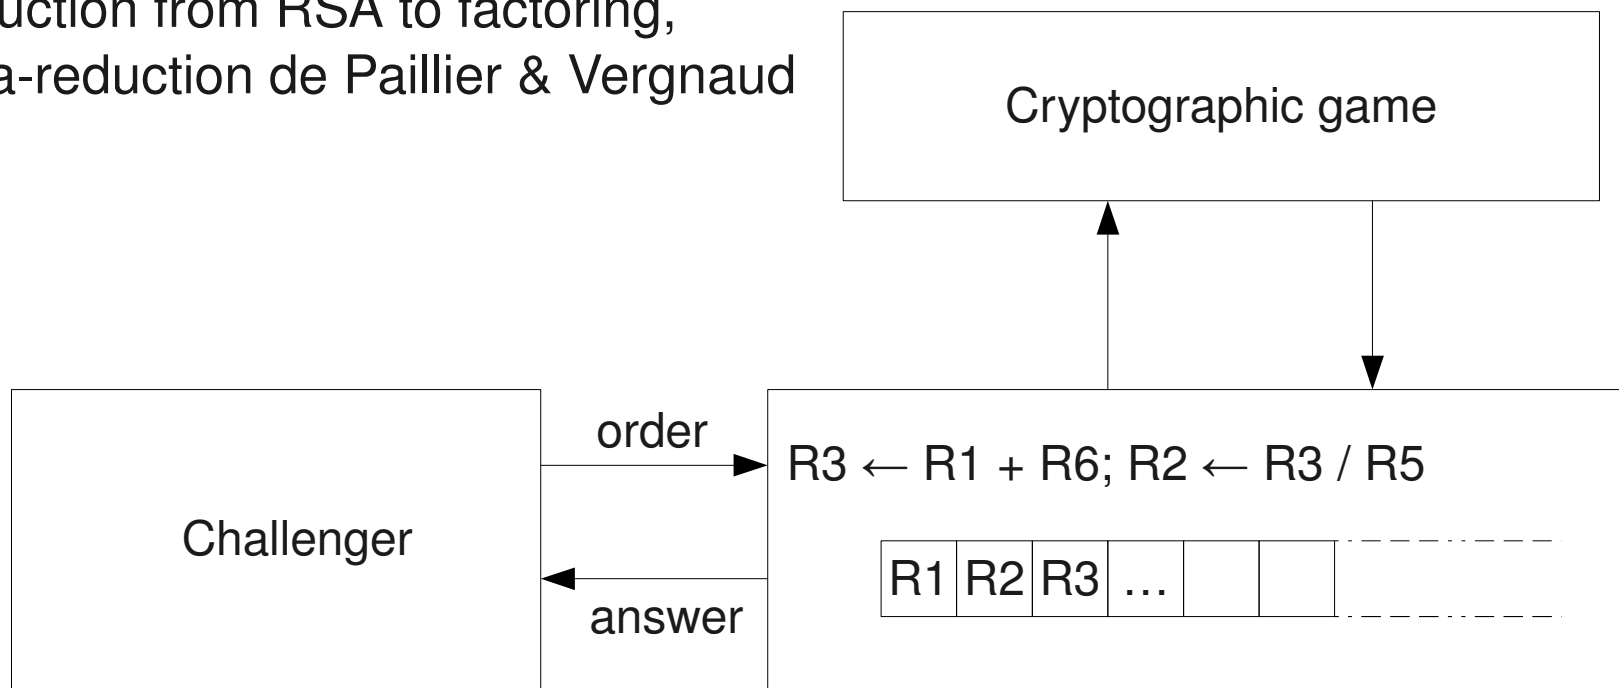 uction from RSA to factoring,
a-reduction de Paillier & Vergnaud
Cryptographic game
order
R3 ← R1 + R6; R2 ← R3 / R5
Challenger
R1 R2 R3 …
answer